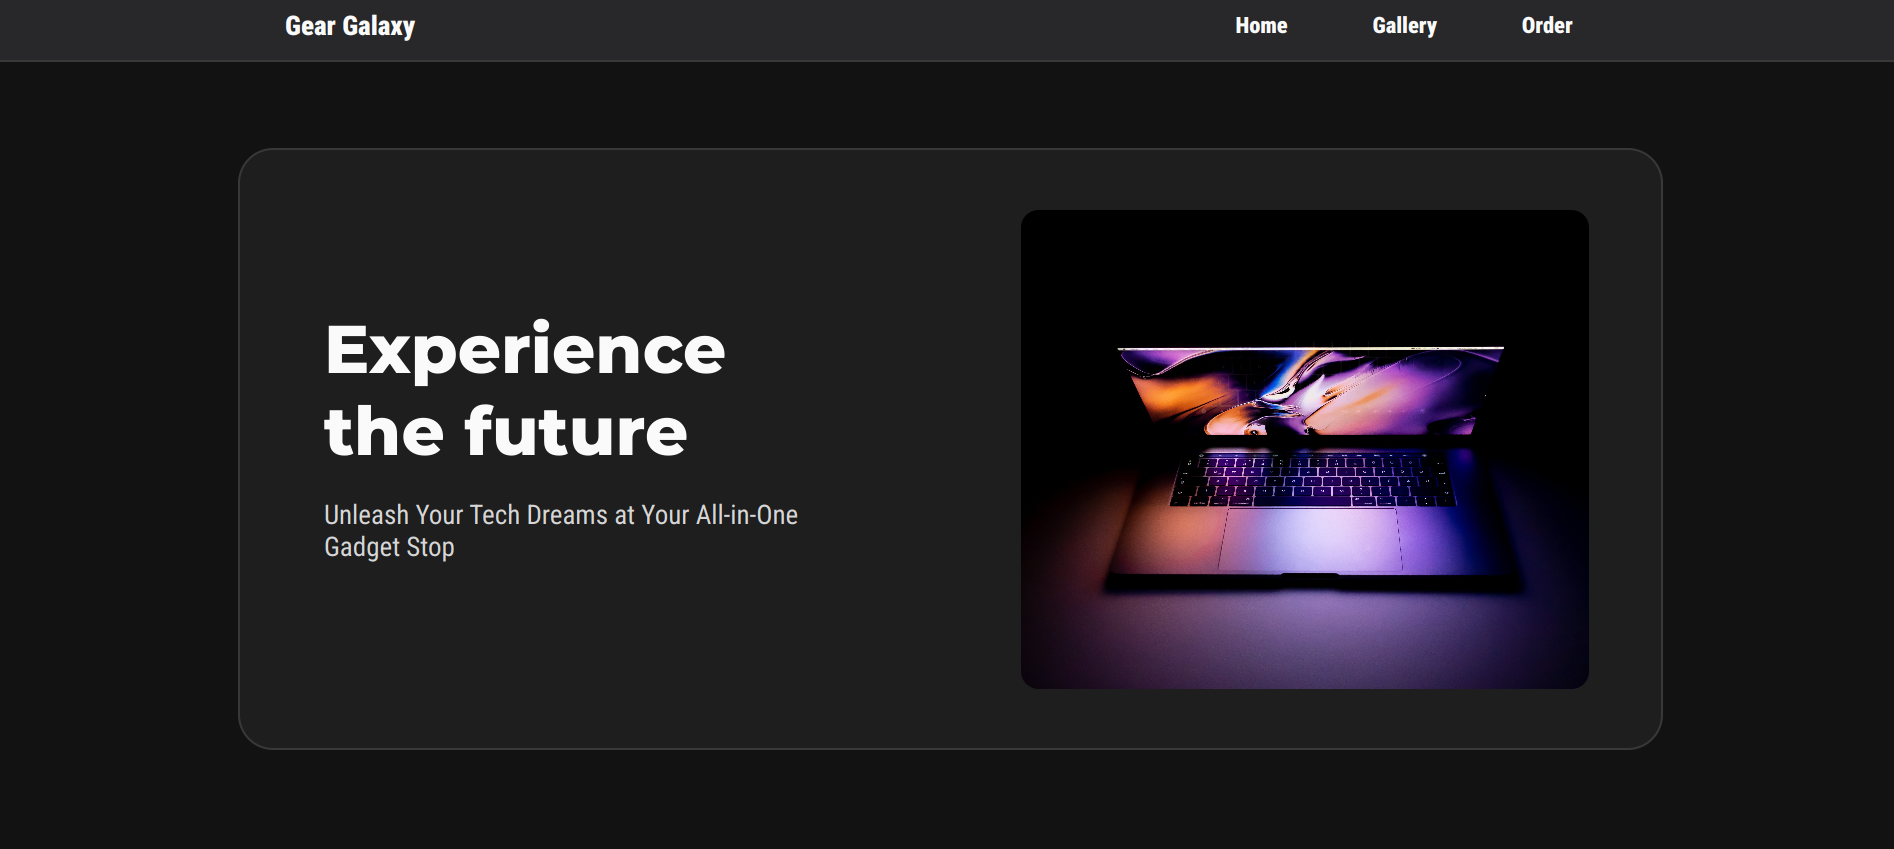 Gear Galaxy
Home Gallery Order
Experience
the future
Unleash Your Tech Dreams at Your All-in-One
Gadget Stop